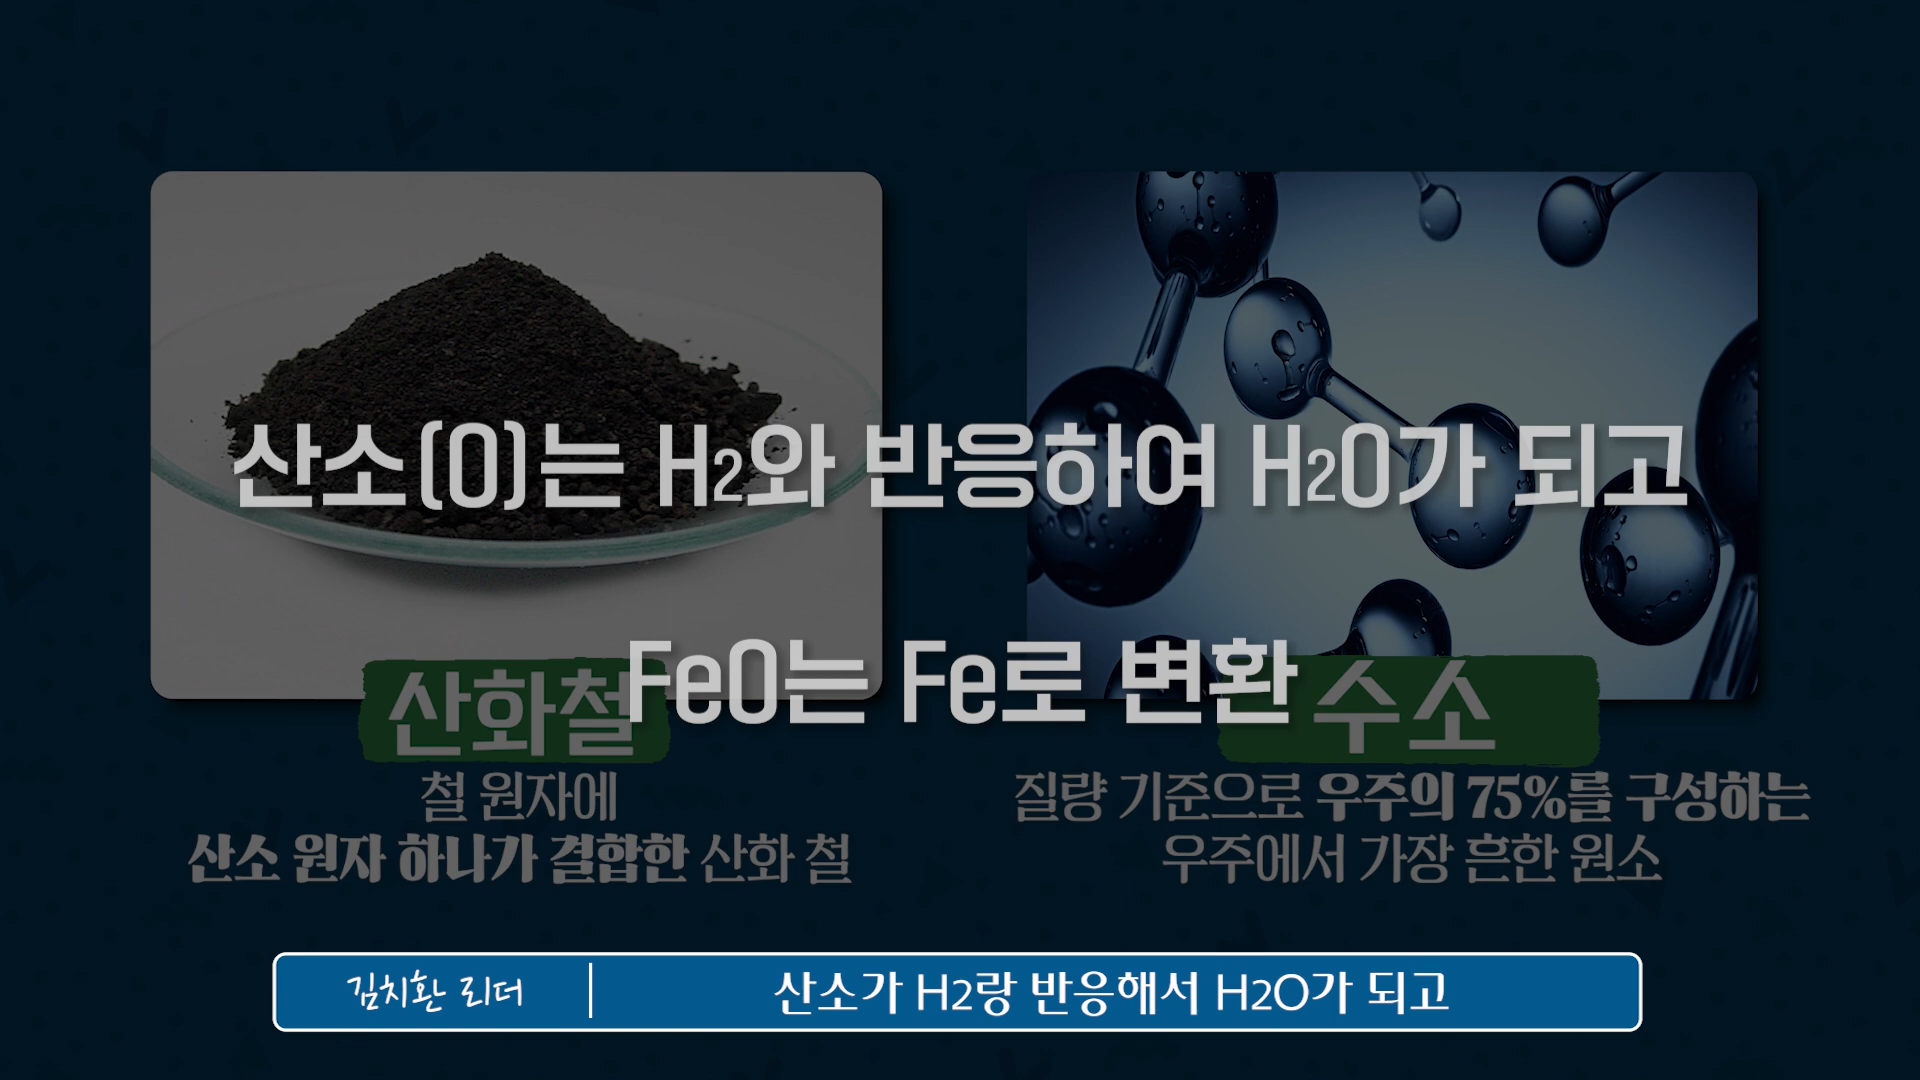 산소(O)는 H2와 반응하여 H2O가 되고
FeO는 Fe로 변환
산화철
철 원자에
산소 원자 하나가 결합한 산화 철
수소
질량 기준으로 우주의 75%를 구성하는
우주에서 가장 흔한 원소
김치환 리더
산소가 H2랑 반응해서 H2O가 되고